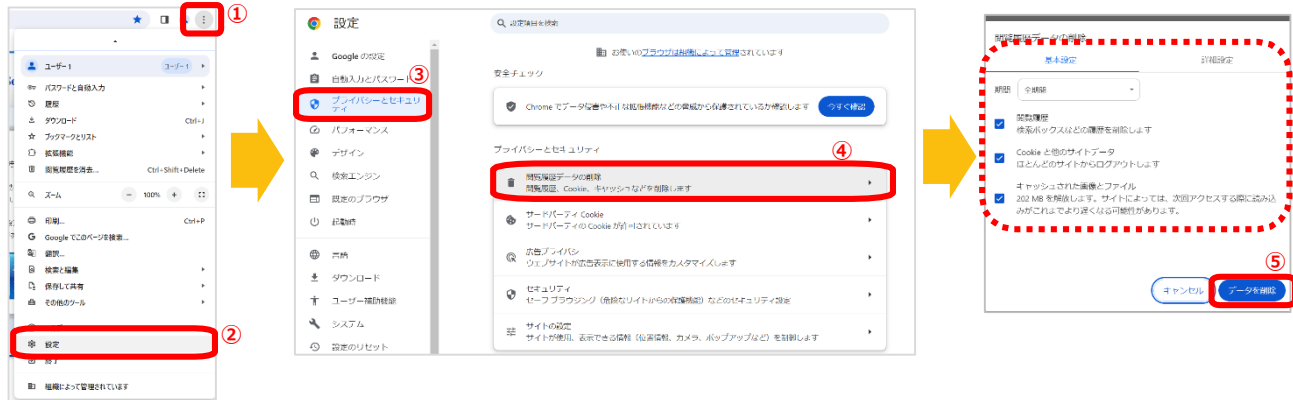 ①
ユーザー 1
ユーザー 1
パスワードと自動入力
履歴
ダウンロード
Ctrl+J
ブックマークとリスト
拡張機能
閲覧履歴を消去...
Ctrl+Shift+Delete
ズーム
− 100% +
印刷...
Ctrl+P
Google でこのページを検索...
翻訳...
検索と編集
保存して共有
その他のツール
②
設定
終了
組織によって管理されています
設定
設定項目を検索
Google の設定
自動入力とパスワード
③
プライバシーとセキュリ
ティ
パフォーマンス
デザイン
検索エンジン
既定のブラウザ
起動時
言語
ダウンロード
ユーザー補助機能
システム
設定のリセット
お使いのブラウザは組織によって管理されています
安全チェック
Chrome でデータ侵害や不正な拡張機能などの脅威から保護されているか確認します
今すぐ確認
プライバシーとセキュリティ
④
閲覧履歴データの削除
閲覧履歴、Cookie、キャッシュなどを削除します
サードパーティ Cookie
サードパーティの Cookie が許可されています
広告プライバシー
ウェブサイトが広告表示に使用する情報をカスタマイズします
セキュリティ
セーフ ブラウジング（危険なサイトからの保護機能）などのセキュリティ設定
サイトの設定
サイトが使用、表示できる情報（位置情報、カメラ、ポップアップなど）を制御します
閲覧履歴データの削除
基本設定
詳細設定
期間
全期間
閲覧履歴
検索ボックスなどの履歴を削除します
Cookie と他のサイトデータ
ほとんどのサイトからログアウトします
キャッシュされた画像とファイル
202 MB を解放します。サイトによっては、次回アクセスする際に読み込
みがこれまでより遅くなる可能性があります。
⑤
キャンセル
データを削除